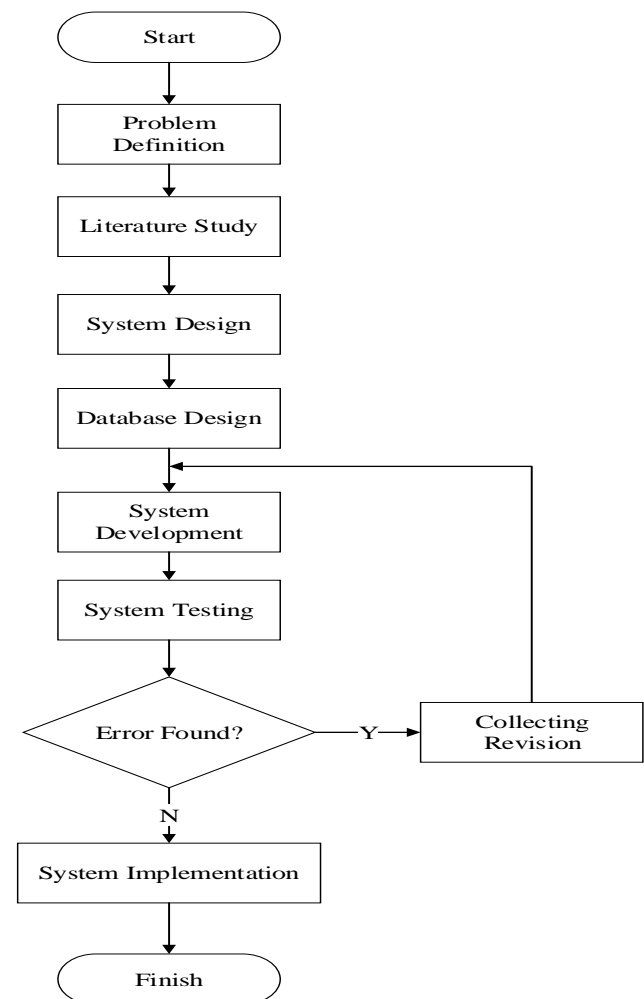 Start
Problem
Definition
Literature Study
System Design
Database Design
System
Development
System Testing
Error Found?
Y
Collecting
Revision
N
System Implementation
Finish